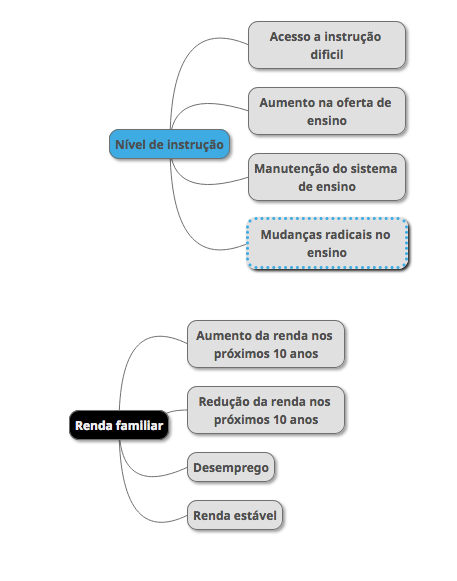 Acesso a instrução
dificil
Aumento na oferta de
ensino
Nível de instrução
Manutenção do sistema
de ensino
Mudanças radicais no
ensino
Aumento da renda nos
próximos 10 anos
Redução da renda nos
próximos 10 anos
Renda familiar
Desemprego
Renda estável